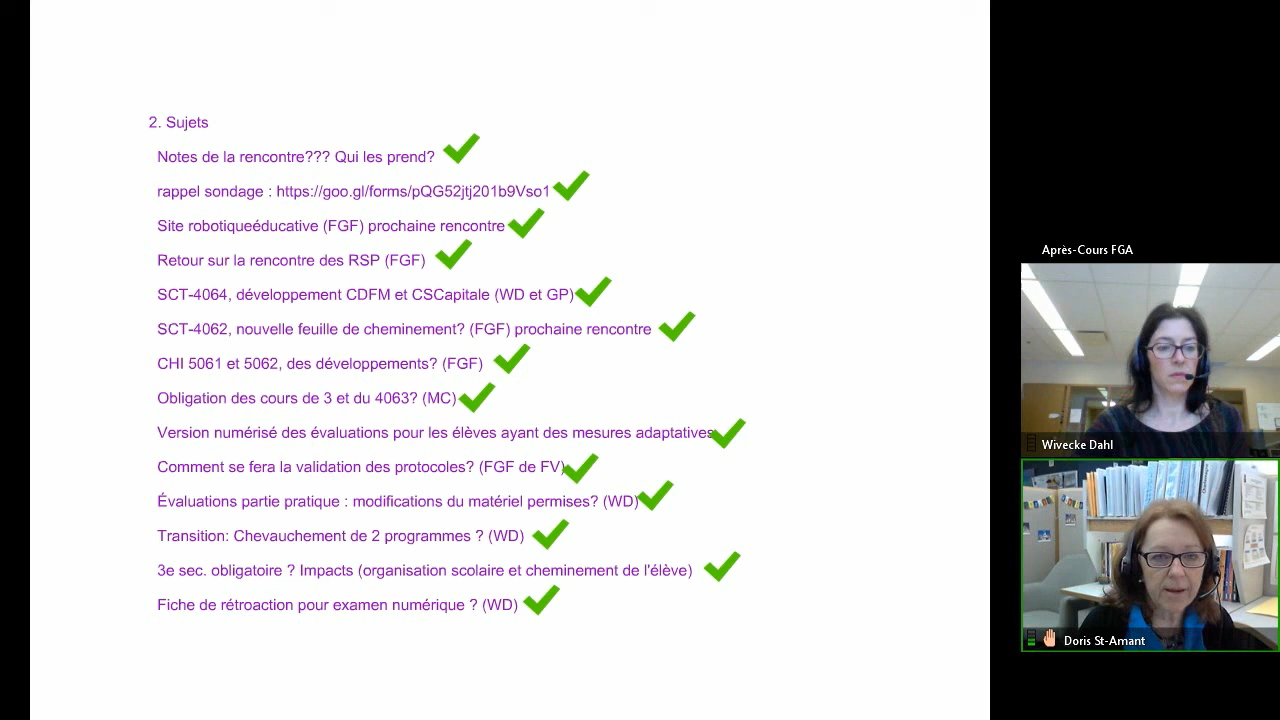 2. Sujets
Notes de la rencontre??? Qui les prend?
rappel sondage : https://goo.gl/forms/pQG52jtj201b9Vso1
Site robotiqueéducative (FGF) prochaine rencontre
Retour sur la rencontre des RSP (FGF)
SCT-4064, développement CDFM et CSCapitale (WD et GP)
SCT-4062, nouvelle feuille de cheminement? (FGF) prochaine rencontre
CHI 5061 et 5062, des développements? (FGF)
Obligation des cours de 3 et du 4063? (MC)
Version numérisé des évaluations pour les élèves ayant des mesures adaptatives
Comment se fera la validation des protocoles? (FGF de FV)
Évaluations partie pratique : modifications du matériel permises? (WD)
Transition: Chevauchement de 2 programmes ? (WD)
3e sec. obligatoire ? Impacts (organisation scolaire et cheminement de l'élève)
Fiche de rétroaction pour examen numérique ? (WD)
Après-Cours FGA
Wivecke Dahl
Doris St-Amant